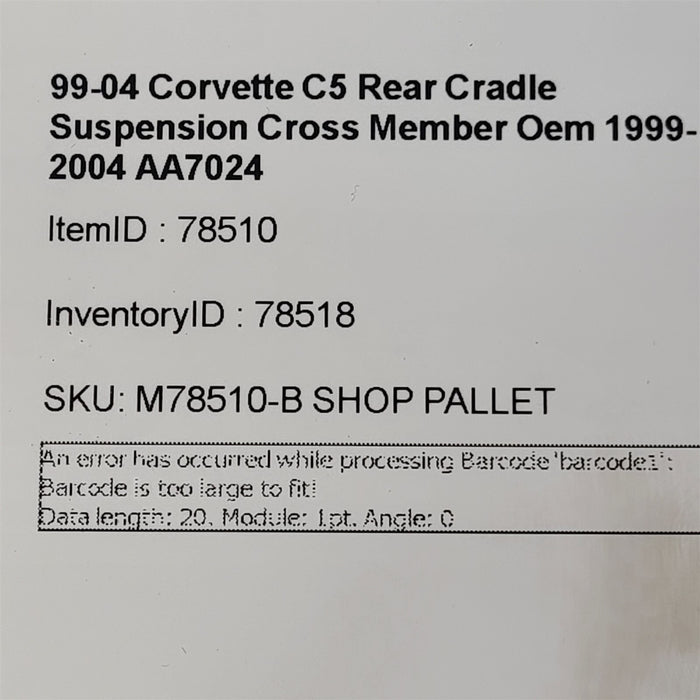 99-04 Corvette C5 Rear Cradle
Suspension Cross Member Oem 1999-
2004 AA7024
ItemID : 78510
InventoryID : 78518
SKU: M78510-B SHOP PALLET
An error has occurred while processing Barcode 'barcode1':
Barcode is too large to fit!
Data length: 20. Module: 1pt. Angle: 0